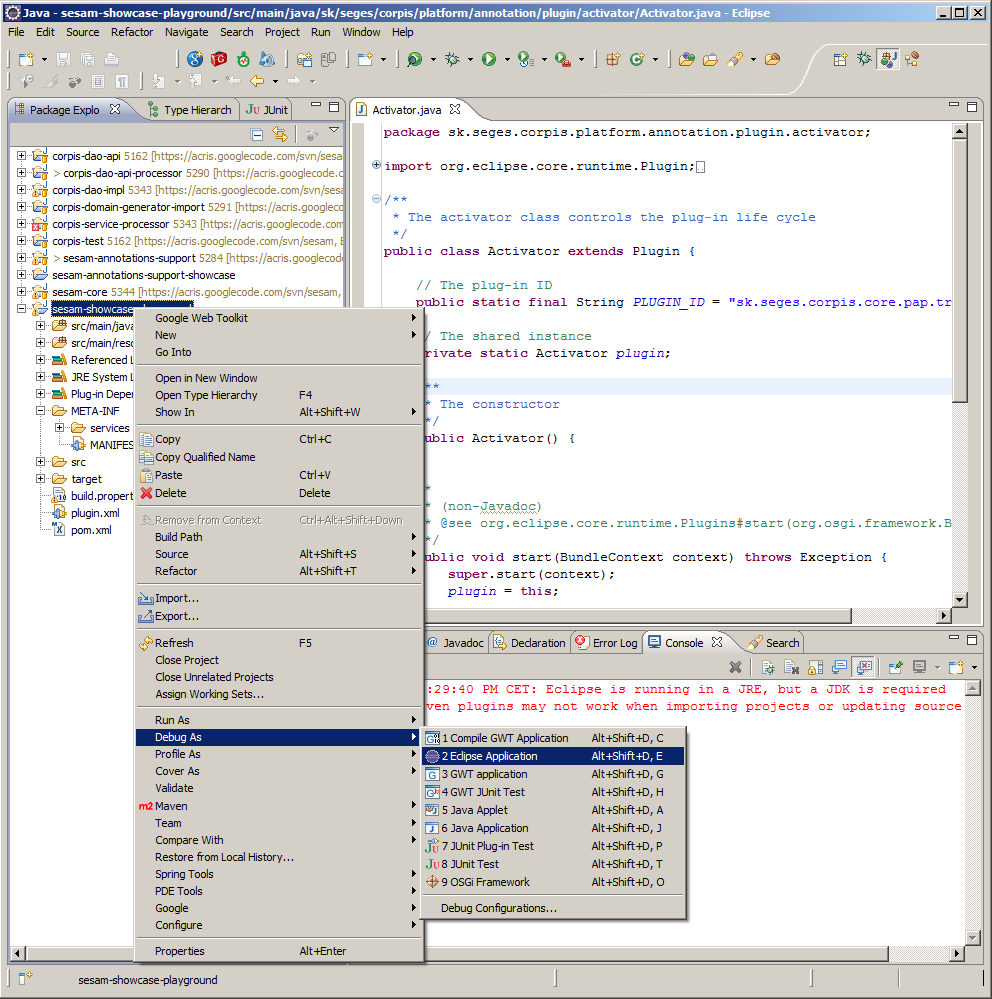 Java - sesam-showcase-playground/src/main/java/sk/seges/corpis/platform/annotation/plugin/activator/Activator.java - Eclipse
File Edit Source Refactor Navigate Search Project Run Window Help
Package Explo Type Hierarchy JUnit
corpis-dao-api 5162 [https://acris.googlecode.com/svn/sesa
> corpis-dao-api-processor 5290 [https://acris.googlecode.c
corpis-dao-impl 5343 [https://acris.googlecode.com/svn/ses
corpis-domain-generator-import 5291 [https://acris.googlec
corpis-service-processor 5343 [https://acris.googlecode.com
corpis-test 5162 [https://acris.googlecode.com/svn/sesam, B
> sesam-annotations-support 5284 [https://acris.googlecod
sesam-annotations-support-showcase
sesam-core 5344 [https://acris.googlecode.com/svn/sesam,
sesam-showcase
src/main/java
src/main/reso
Referenced L
JRE System L
Plug-in Deper
META-INF
services
MANIFES
src
target
build.propert
plugin.xml
pom.xml
Google Web Toolkit
New
Go Into
Open in New Window
Open Type Hierarchy F4
Show In Alt+Shift+W
Copy Ctrl+C
Copy Qualified Name
Paste Ctrl+V
Delete Delete
Remove from Context Ctrl+Alt+Shift+Down
Build Path
Source Alt+Shift+S
Refactor Alt+Shift+T
Import...
Export...
Refresh F5
Close Project
Close Unrelated Projects
Assign Working Sets...
Run As
Debug As
Profile As
Cover As
Validate
m2 Maven
Team
Compare With
Restore from Local History...
Spring Tools
PDE Tools
Google
Configure
Properties Alt+Enter
1 Compile GWT Application Alt+Shift+D, C
2 Eclipse Application Alt+Shift+D, E
3 GWT application Alt+Shift+D, G
4 GWT JUnit Test Alt+Shift+D, H
5 Java Applet Alt+Shift+D, A
6 Java Application Alt+Shift+D, J
7 JUnit Plug-in Test Alt+Shift+D, P
8 JUnit Test Alt+Shift+D, T
9 OSGi Framework Alt+Shift+D, O
Debug Configurations...
Activator.java
package sk.seges.corpis.platform.annotation.plugin.activator;
import org.eclipse.core.runtime.Plugin;
/**
* The activator class controls the plug-in life cycle
*/
public class Activator extends Plugin {
// The plug-in ID
public static final String PLUGIN_ID = "sk.seges.corpis.core.pap.tr
/ The shared instance
rivate static Activator plugin;
**
* The constructor
*/
ublic Activator() {
*
* (non-Javadoc)
* @see org.eclipse.core.runtime.Plugins#start(org.osgi.framework.B
*/
ublic void start(BundleContext context) throws Exception {
super.start(context);
plugin = this;
@ Javadoc Declaration Error Log Console Search
:29:40 PM CET: Eclipse is running in a JRE, but a JDK is required
ven plugins may not work when importing projects or updating source
sesam-showcase-playground